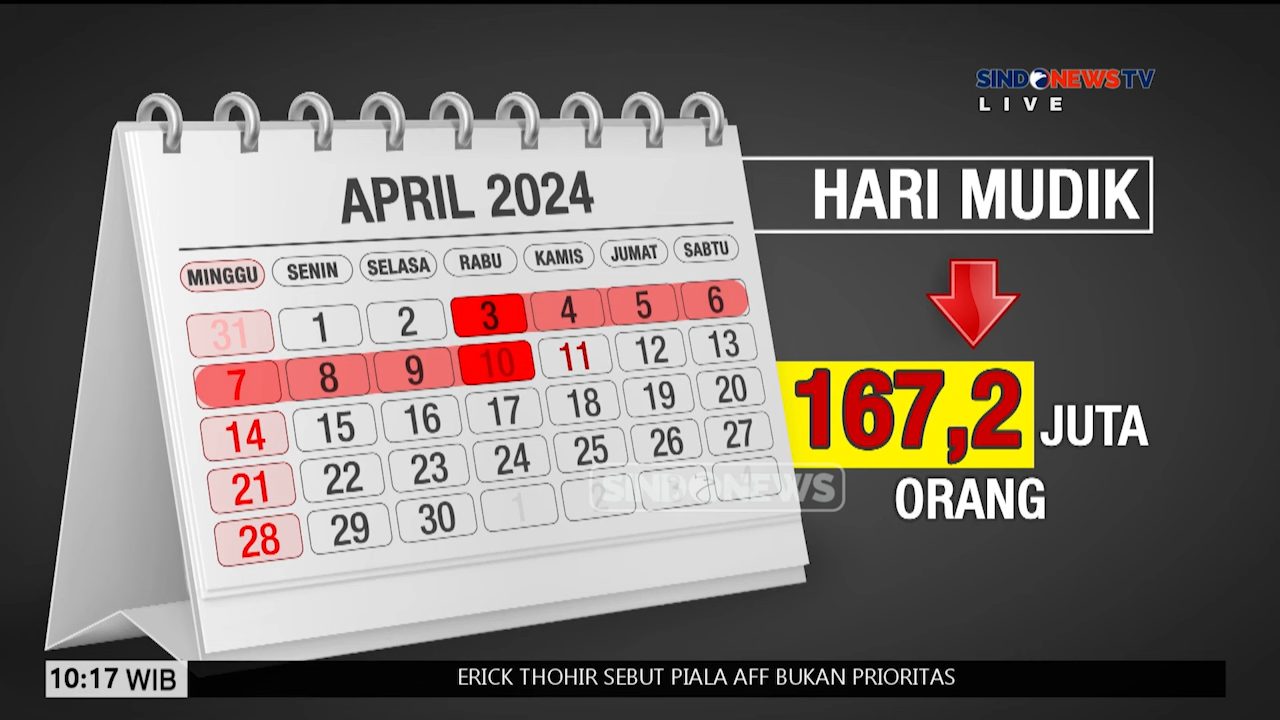 SINDONEWSTV
LIVE
APRIL 2024
HARI MUDIK
MINGGU SENIN SELASA RABU KAMIS JUMAT SABTU
31 1 2 3 4 5 6
7 8 9 10 11 12 13
14 15 16 17 18 19 20
21 22 23 24 25 26 27
28 29 30 1 2
167,2 JUTA
ORANG
SINDONEWS
10:17 WIB
ERICK THOHIR SEBUT PIALA AFF BUKAN PRIORITAS